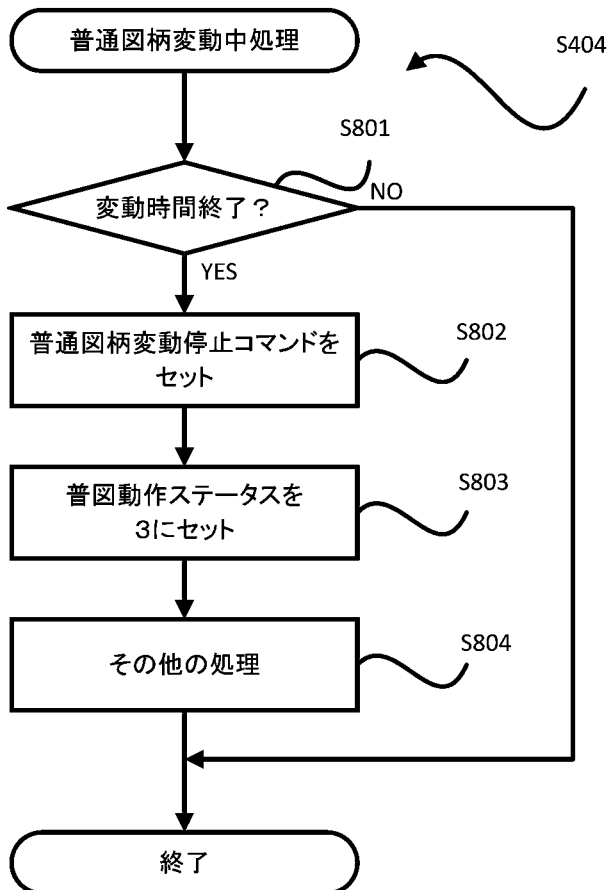 普通図柄変動中処理
S404
S801
変動時間終了？
NO
YES
普通図柄変動停止コマンドを
セット
S802
普図動作ステータスを
３にセット
S803
その他の処理
S804
終了